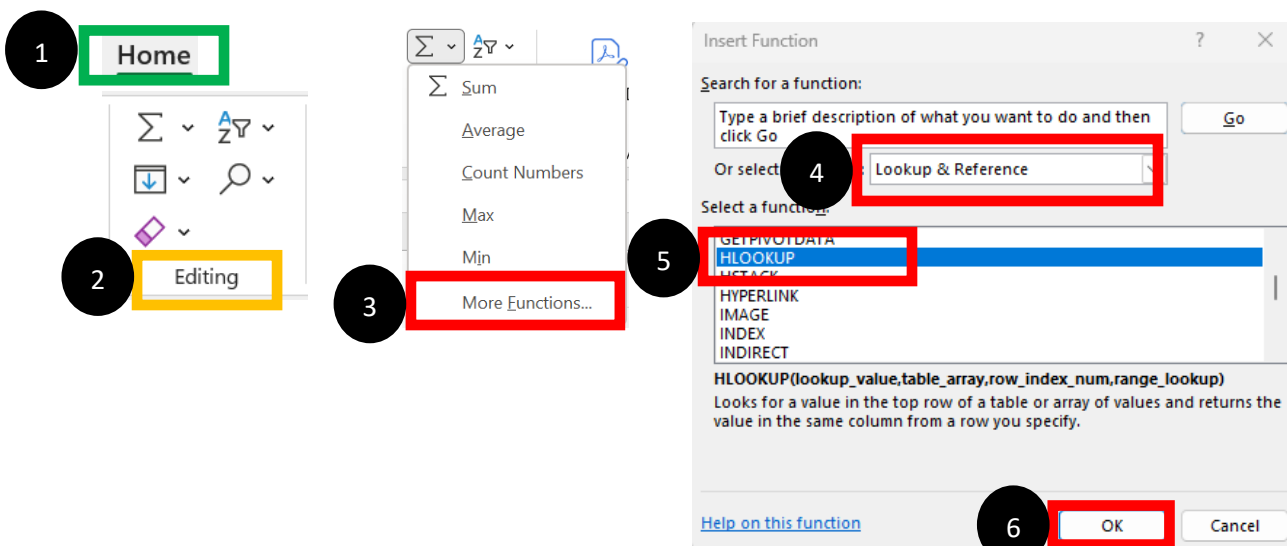 1
Home
2
Editing
Sum
Average
Count Numbers
Max
Min
3
More Functions...
Insert Function
?
Search for a function:
Type a brief description of what you want to do and then
click Go
Go
Or select
4
: Lookup & Reference
Select a function:
5
GETPIVOTDATA
HLOOKUP
HSTACK
HYPERLINK
IMAGE
INDEX
INDIRECT
HLOOKUP(lookup_value,table_array,row_index_num,range_lookup)
Looks for a value in the top row of a table or array of values and returns the
value in the same column from a row you specify.
Help on this function
6
OK
Cancel